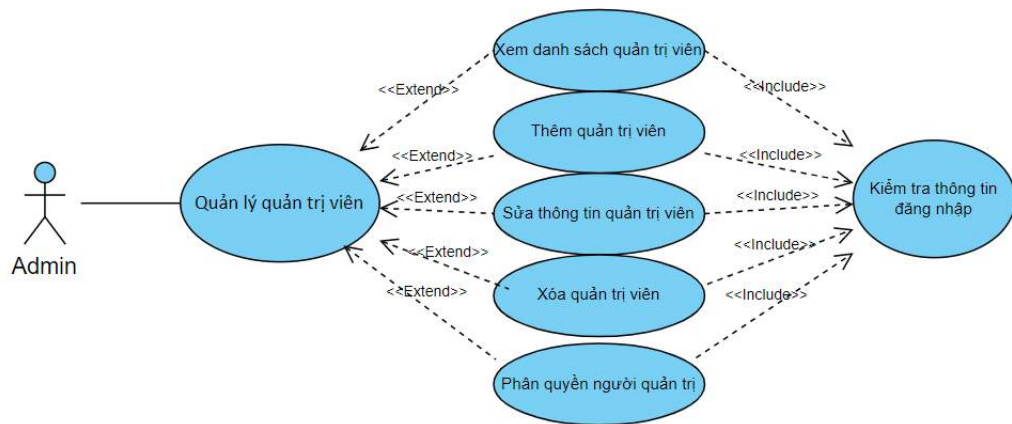 Xem danh sách quản trị viên
<<Extend>>
<<Include>>
Thêm quản trị viên
<<Extend>>
<<Include>>
Quản lý quản trị viên
<<Extend>>
Sửa thông tin quản trị viên
<<Include>>
Kiểm tra thông tin
đăng nhập
Admin
<<Extend>>
<<Include>>
Xóa quản trị viên
<<Extend>>
<<Include>>
Phân quyền người quản trị